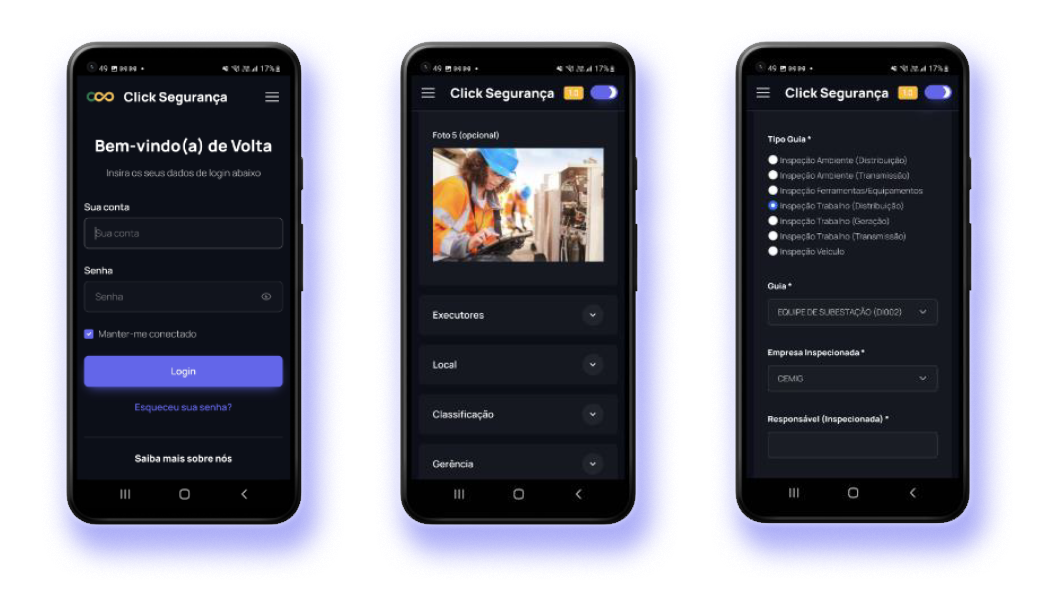 49
17%
Click Segurança
Bem-vindo(a) de Volta
Insira os seus dados de login abaixo
Sua conta
Sua conta
Senha
Senha
Manter-me conectado
Login
Esqueceu sua senha?
Saiba mais sobre nós
49
17%
Click Segurança
Foto 5 (opcional)
Executores
Local
Classificação
Gerência
49
17%
Click Segurança
Tipo Guia *
Inspeção Ambiente (Distribuição)
Inspeção Ambiente (Transmissão)
Inspeção Ferramentas/Equipamentos
Inspeção Trabalho (Distribuição)
Inspeção Trabalho (Geração)
Inspeção Trabalho (Transmissão)
Inspeção Veículo
Guia *
EQUIPE DE SUBESTAÇÃO (DI002)
Empresa Inspecionada *
CEMIG
Responsável (Inspecionada) *